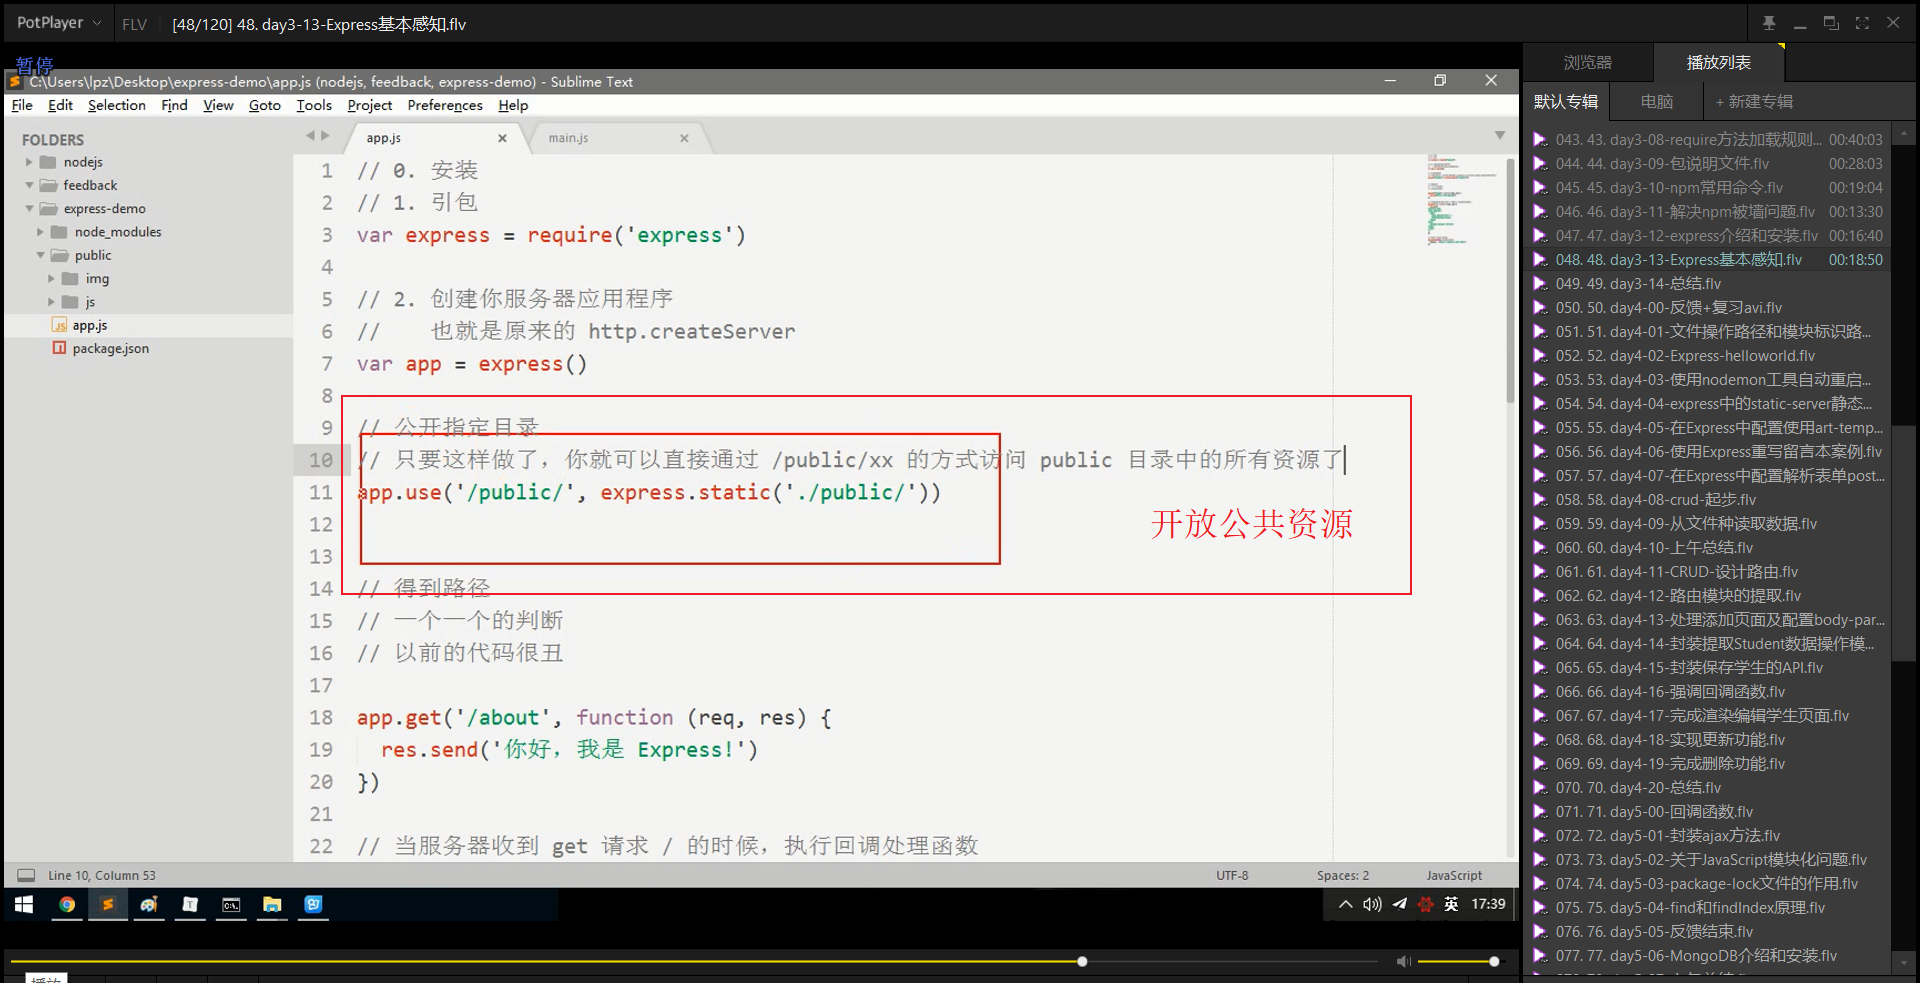 PotPlayer
FLV
[48/120] 48. day3-13-Express基本感知.flv
暂停
C:\Users\lpz\Desktop\express-demo\app.js (nodejs, feedback, express-demo) - Sublime Text
File Edit Selection Find View Goto Tools Project Preferences Help
FOLDERS
nodejs
feedback
express-demo
node_modules
public
img
js
app.js
package.json
app.js
main.js
1 // 0. 安装
2 // 1. 引包
3 var express = require('express')
4
5 // 2. 创建你服务器应用程序
6 //    也就是原来的 http.createServer
7 var app = express()
8
9 // 公开指定目录
10 // 只要这样做了，你就可以直接通过 /public/xx 的方式访问 public 目录中的所有资源了
11 app.use('/public/', express.static('./public/'))
12
13
开放公共资源
14 // 得到路径
15 // 一个一个的判断
16 // 以前的代码很丑
17
18 app.get('/about', function (req, res) {
19   res.send('你好，我是 Express!')
20 })
21
22 // 当服务器收到 get 请求 / 的时候，执行回调处理函数
Line 10, Column 53
UTF-8
Spaces: 2
JavaScript
英
17:39
浏览器
播放列表
默认专辑
电脑
+ 新建专辑
043. 43. day3-08-require方法加载规则... 00:40:03
044. 44. day3-09-包说明文件.flv 00:28:03
045. 45. day3-10-npm常用命令.flv 00:19:04
046. 46. day3-11-解决npm被墙问题.flv 00:13:30
047. 47. day3-12-express介绍和安装.flv 00:16:40
048. 48. day3-13-Express基本感知.flv 00:18:50
049. 49. day3-14-总结.flv
050. 50. day4-00-反馈+复习avi.flv
051. 51. day4-01-文件操作路径和模块标识路...
052. 52. day4-02-Express-helloworld.flv
053. 53. day4-03-使用nodemon工具自动重启...
054. 54. day4-04-express中的static-server静态...
055. 55. day4-05-在Express中配置使用art-temp...
056. 56. day4-06-使用Express重写留言本案例.flv
057. 57. day4-07-在Express中配置解析表单post...
058. 58. day4-08-crud-起步.flv
059. 59. day4-09-从文件种读取数据.flv
060. 60. day4-10-上午总结.flv
061. 61. day4-11-CRUD-设计路由.flv
062. 62. day4-12-路由模块的提取.flv
063. 63. day4-13-处理添加页面及配置body-par...
064. 64. day4-14-封装提取Student数据操作模...
065. 65. day4-15-封装保存学生的API.flv
066. 66. day4-16-强调回调函数.flv
067. 67. day4-17-完成渲染编辑学生页面.flv
068. 68. day4-18-实现更新功能.flv
069. 69. day4-19-完成删除功能.flv
070. 70. day4-20-总结.flv
071. 71. day5-00-回调函数.flv
072. 72. day5-01-封装ajax方法.flv
073. 73. day5-02-关于JavaScript模块化问题.flv
074. 74. day5-03-package-lock文件的作用.flv
075. 75. day5-04-find和findIndex原理.flv
076. 76. day5-05-反馈结束.flv
077. 77. day5-06-MongoDB介绍和安装.flv